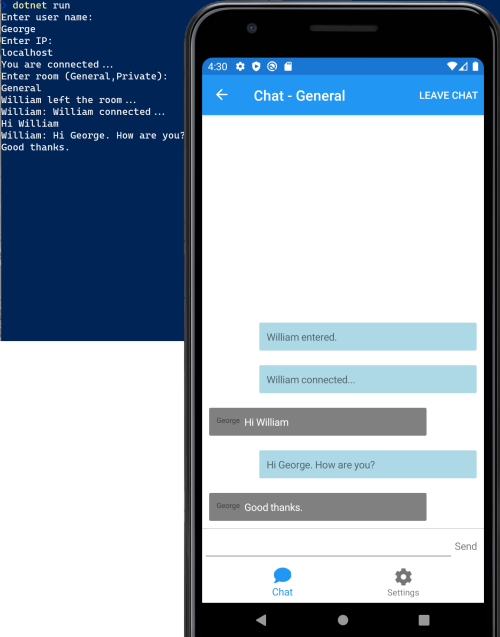 > dotnet run
Enter user name:
George
Enter IP:
localhost
You are connected...
Enter room (General,Private):
General
William left the room...
William: William connected...
Hi William
William: Hi George. How are you?
Good thanks.
4:30
Chat - General
LEAVE CHAT
William entered.
William connected...
George Hi William
Hi George. How are you?
George Good thanks.
Send
Chat
Settings